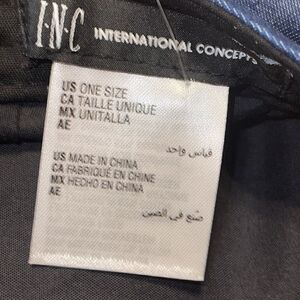 I·N·C INTERNATIONAL CONCEPTS
US ONE SIZE
CA TAILLE UNIQUE
MX UNITALLA
AE
قياس واحد
US MADE IN CHINA
CA FABRIQUÉ EN CHINE
MX HECHO EN CHINA
AE
صنع في الصين